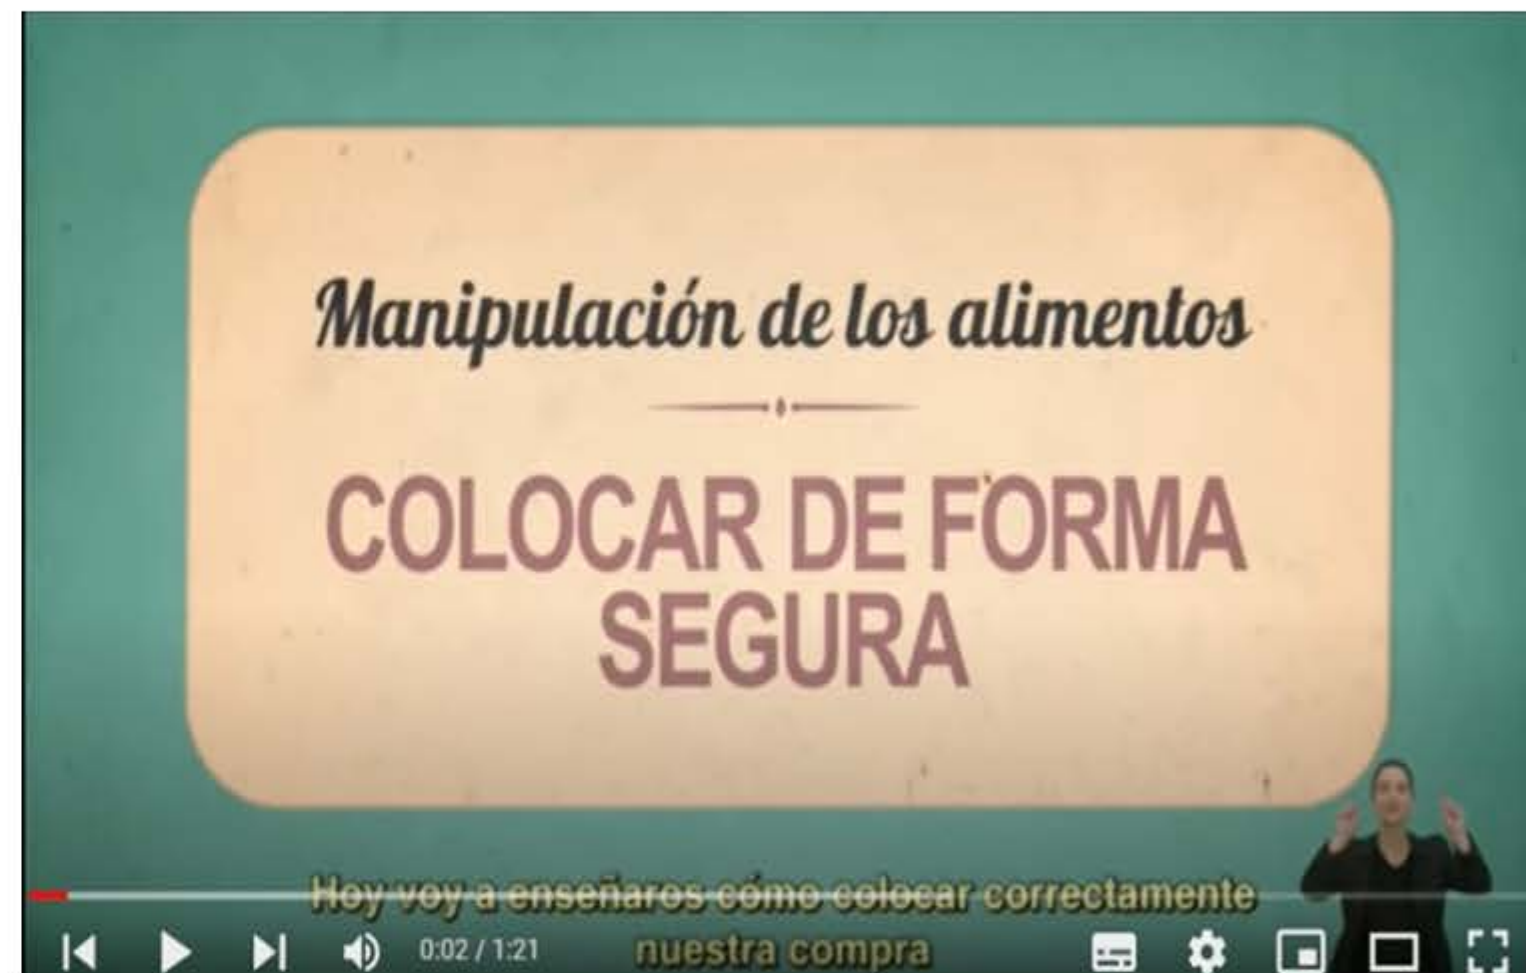 Manipulación de los alimentos
COLOCAR DE FORMA
SEGURA
Hoy voy a enseñaros cómo colocar correctamente
nuestra compra
0:02 / 1:21